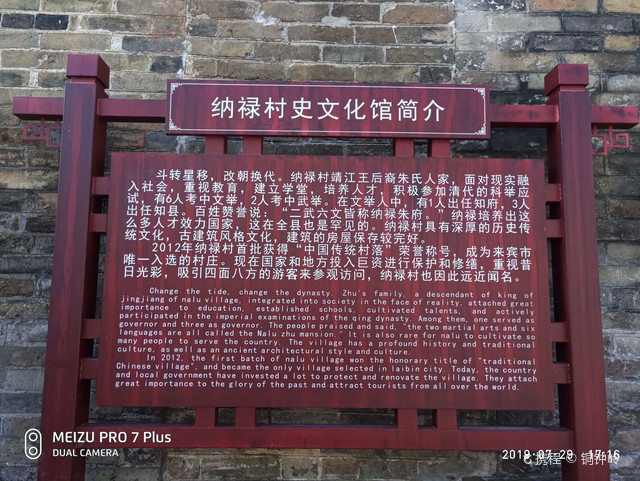 纳禄村史文化馆简介
斗转星移，改朝换代。纳禄村靖江王后裔朱氏人家，面对现实融
入社会，重视教育，建立学堂，培养人才，积极参加清代的科举应
试，有6人考中文举，2人考中武举。在文举人中，有1人出任知府，3人
出任知县。百姓赞誉说：“二武六文皆称纳禄朱府。”纳禄培养出这
么多人才效力国家，这在全县也是罕见的。纳禄村具有深厚的历史传
统文化，古建筑风格文化，建筑的房屋保存较完好。
2012年纳禄村首批获得“中国传统村落”荣誉称号，成为来宾市
唯一入选的村庄。现在国家和地方投入巨资进行保护和修缮，重视昔
日光彩，吸引四面八方的游客来参观访问，纳禄村也因此远近闻名。
Change the tide, change the dynasty. Zhu's family, a descendant of king of
jingjiang of nalu village, integrated into society in the face of reality, attached great
importance to education, established schools, cultivated talents, and actively
participated in the imperial examinations of the qing dynasty. Among them, one served as
governor and three as governor. The people praised and said, "the two martial arts and six
languages are all called the Nalu zhu mansion." It is also rare for nalu to cultivate so
many people to serve the country. The village has a profound history and traditional
culture, as well as an ancient architectural style and culture.
In 2012, the first batch of nalu village won the honorary title of "traditional
Chinese village", and became the only village selected in laibin city. Today, the country
and local government have invested a lot to protect and renovate the village. They attach
great importance to the glory of the past and attract tourists from all over the world.
MEIZU PRO 7 Plus
DUAL CAMERA
2018-07-29 17:16
携程 ©